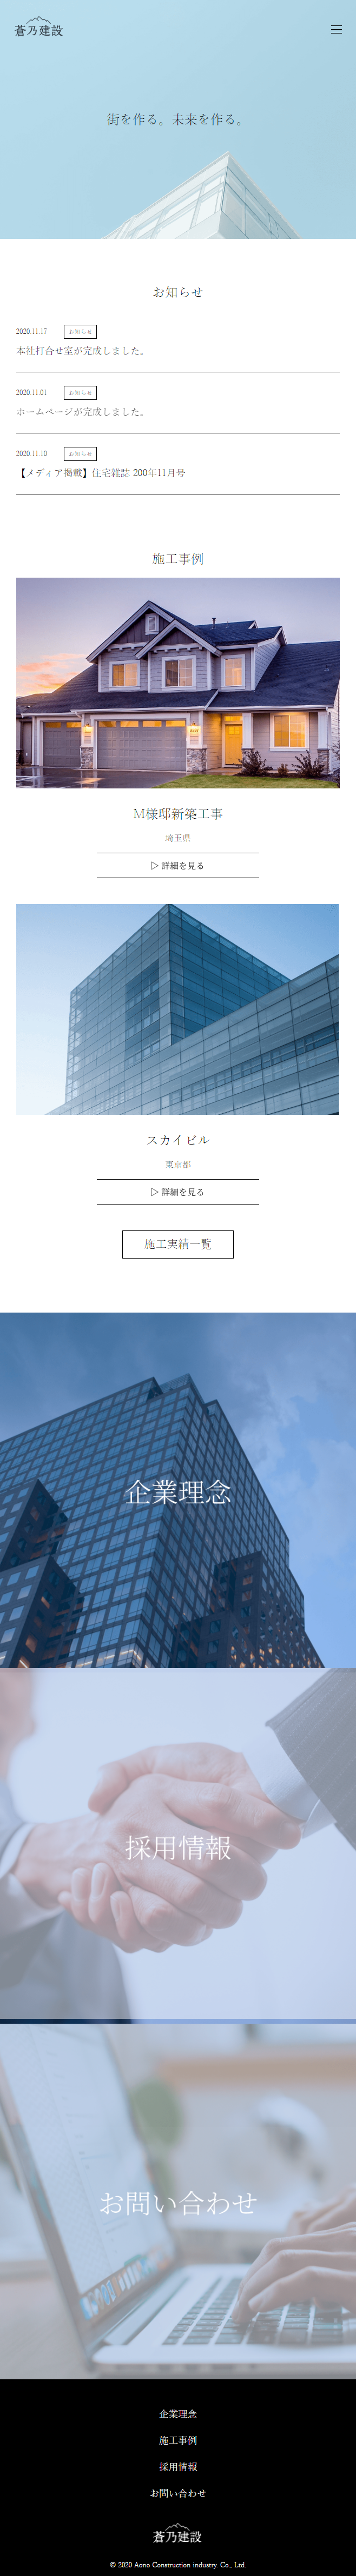 蒼乃建設
街を作る。未来を作る。
お知らせ
2020.11.17 お知らせ
本社打合せ室が完成しました。
2020.11.01 お知らせ
ホームページが完成しました。
2020.11.10 お知らせ
【メディア掲載】住宅雑誌 200年11月号
施工事例
M様邸新築工事
埼玉県
▷ 詳細を見る
スカイビル
東京都
▷ 詳細を見る
施工実績一覧
企業理念
採用情報
お問い合わせ
企業理念
施工事例
採用情報
お問い合わせ
蒼乃建設
© 2020 Aono Construction industry. Co., Ltd.